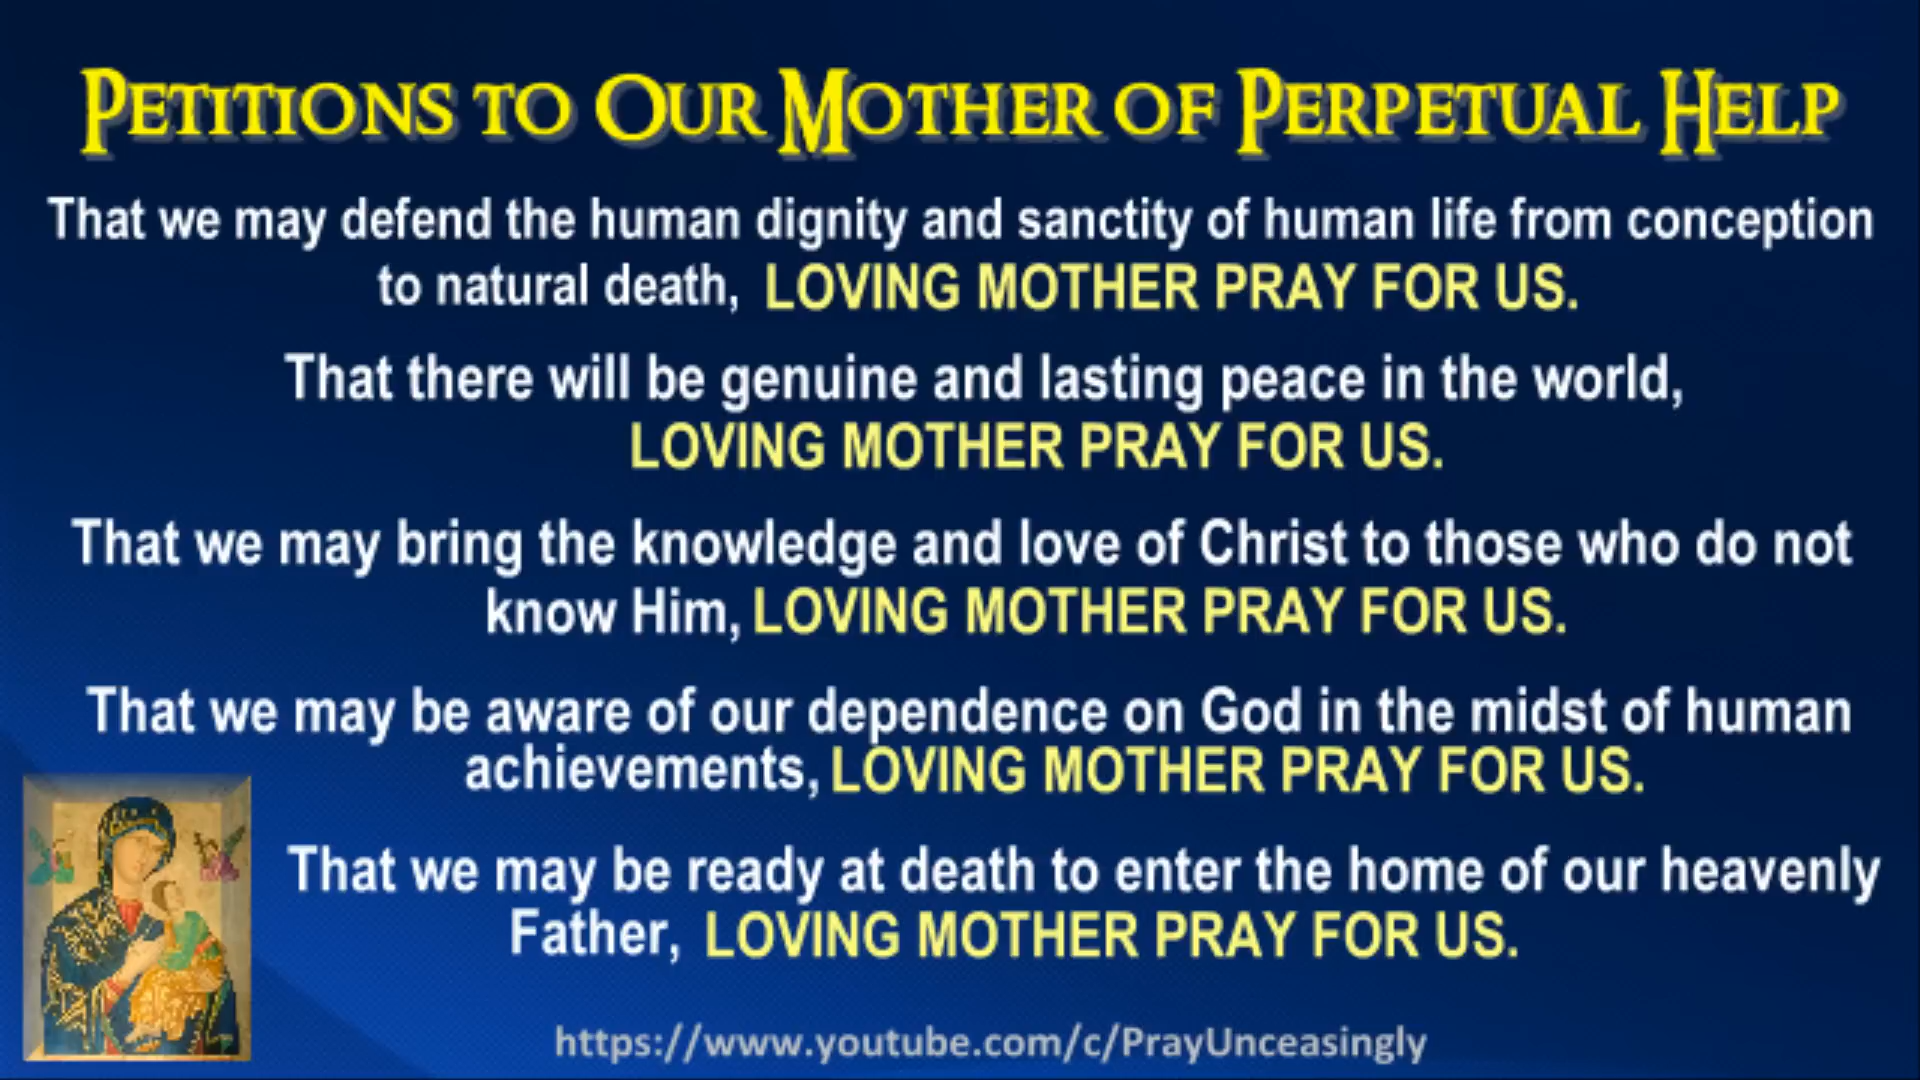 PETITIONS TO OUR MOTHER OF PERPETUAL HELP
That we may defend the human dignity and sanctity of human life from conception
to natural death, LOVING MOTHER PRAY FOR US.
That there will be genuine and lasting peace in the world,
LOVING MOTHER PRAY FOR US.
That we may bring the knowledge and love of Christ to those who do not
know Him, LOVING MOTHER PRAY FOR US.
That we may be aware of our dependence on God in the midst of human
achievements, LOVING MOTHER PRAY FOR US.
That we may be ready at death to enter the home of our heavenly
Father, LOVING MOTHER PRAY FOR US.
https://www.youtube.com/c/PrayUnceasingly